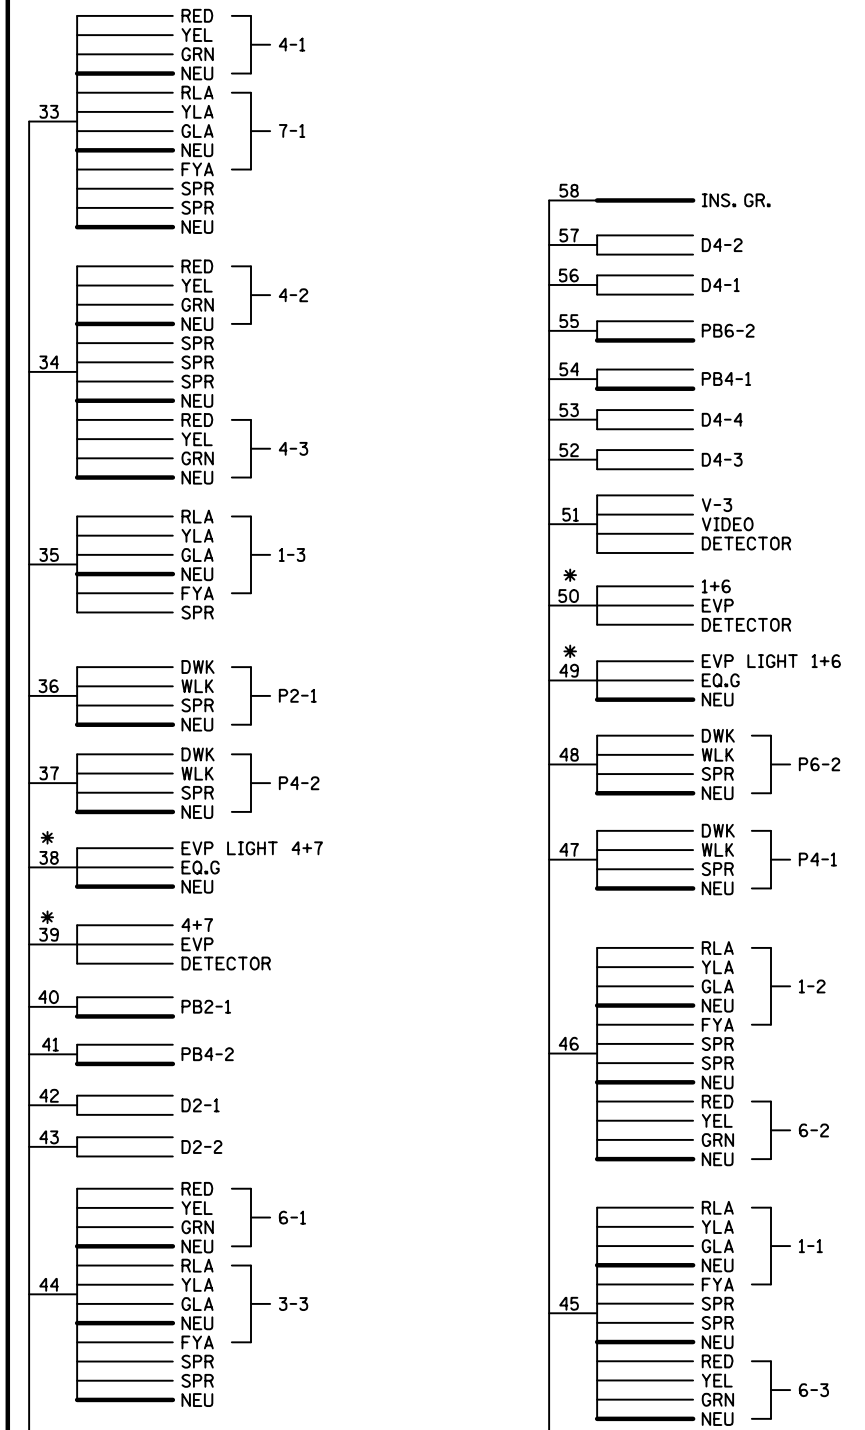 33
RED
YEL
GRN
NEU
4-1
RLA
YLA
GLA
NEU
FYA
7-1
SPR
SPR
NEU
34
RED
YEL
GRN
NEU
4-2
SPR
SPR
SPR
NEU
RED
YEL
GRN
NEU
4-3
35
RLA
YLA
GLA
NEU
FYA
1-3
SPR
36
DWK
WLK
SPR
NEU
P2-1
37
DWK
WLK
SPR
NEU
P4-2
*
38
EVP LIGHT 4+7
EQ.G
NEU
*
39
4+7
EVP
DETECTOR
40
PB2-1
41
PB4-2
42
D2-1
43
D2-2
44
RED
YEL
GRN
NEU
6-1
RLA
YLA
GLA
NEU
FYA
3-3
SPR
SPR
NEU
58
INS. GR.
57
D4-2
56
D4-1
55
PB6-2
54
PB4-1
53
D4-4
52
D4-3
51
V-3
VIDEO
DETECTOR
*
50
1+6
EVP
DETECTOR
*
49
EVP LIGHT 1+6
EQ.G
NEU
48
DWK
WLK
SPR
NEU
P6-2
47
DWK
WLK
SPR
NEU
P4-1
46
RLA
YLA
GLA
NEU
FYA
1-2
SPR
SPR
NEU
RED
YEL
GRN
NEU
6-2
45
RLA
YLA
GLA
NEU
FYA
1-1
SPR
SPR
NEU
RED
YEL
GRN
NEU
6-3